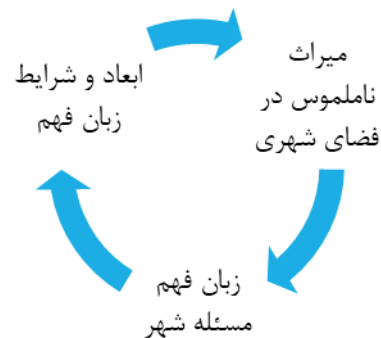 میراث
ناملموس در
فضای شهری
زبان فهم
مسئله شهر
ابعاد و شرایط
زبان فهم